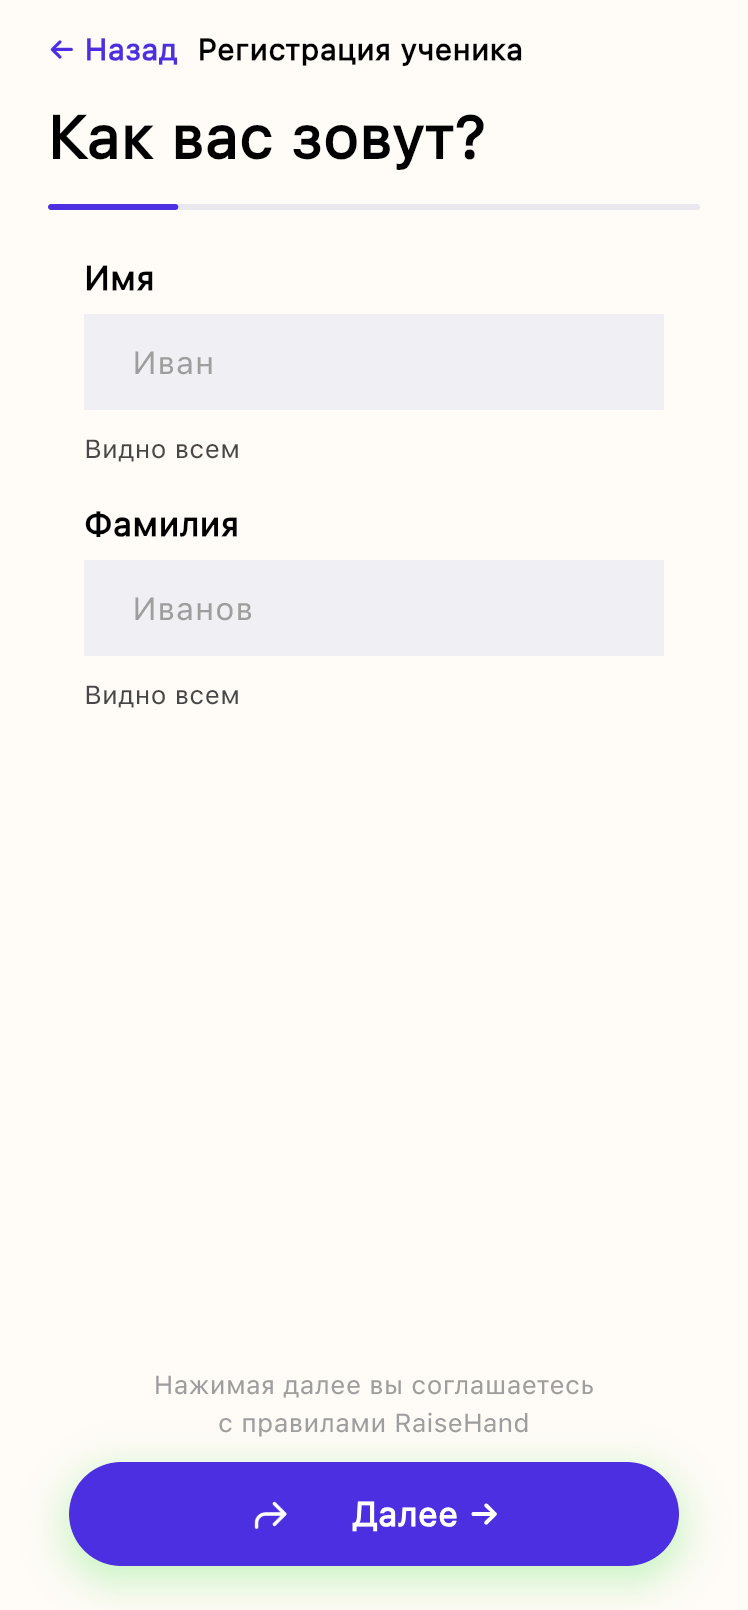 ← Назад Регистрация ученика
Как вас зовут?
Имя
Иван
Видно всем
Фамилия
Иванов
Видно всем
Нажимая далее вы соглашаетесь
с правилами RaiseHand
Далее →